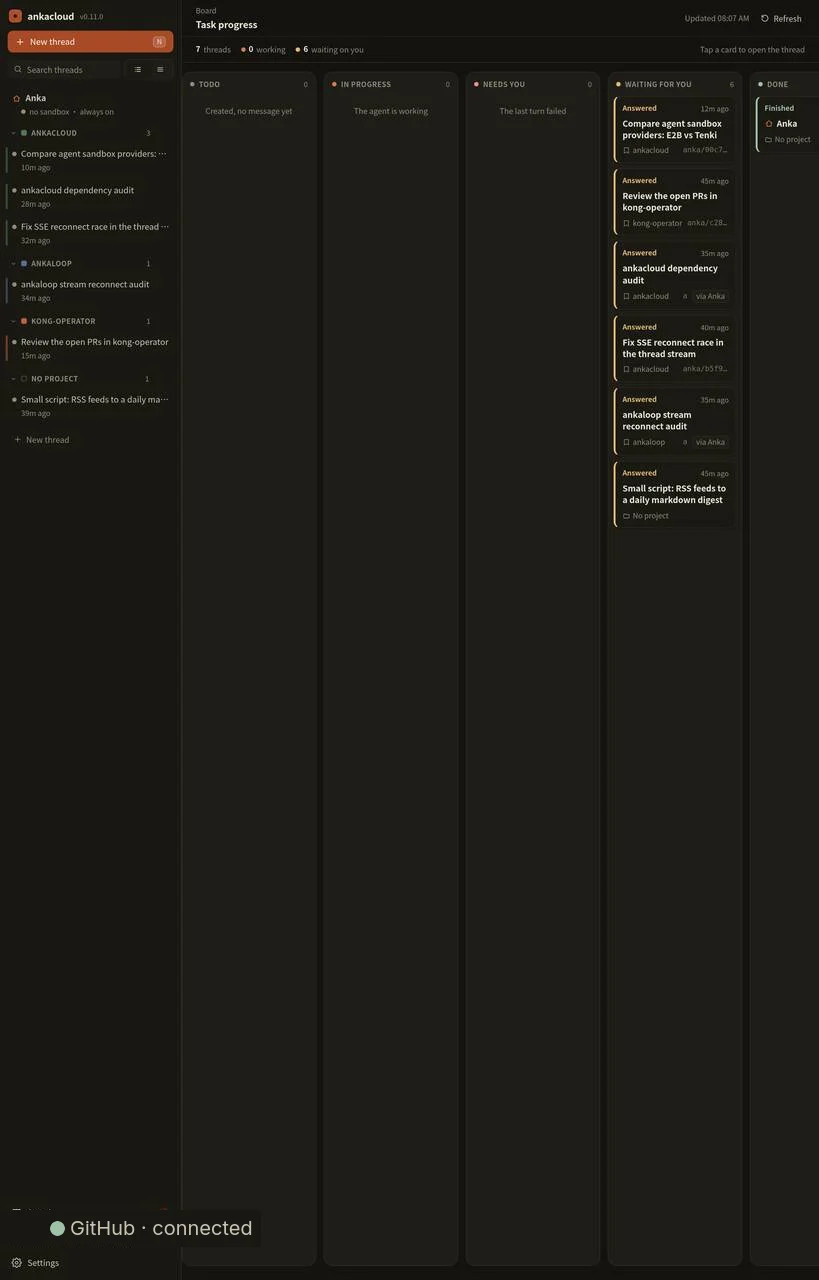 ankacloud v0.11.0
+ New thread N
Search threads
Anka
no sandbox • always on
ANKACLOUD 3
Compare agent sandbox providers: ···
10m ago
ankacloud dependency audit
28m ago
Fix SSE reconnect race in the thread ···
32m ago
ANKALOOP 1
ankaloop stream reconnect audit
34m ago
KONG-OPERATOR 1
Review the open PRs in kong-operator
15m ago
NO PROJECT 1
Small script: RSS feeds to a daily ma···
39m ago
+ New thread
GitHub · connected
Settings
Board
Task progress
Updated 08:07 AM Refresh
7 threads 0 working 6 waiting on you
Tap a card to open the thread
TODO 0
Created, no message yet
IN PROGRESS 0
The agent is working
NEEDS YOU 0
The last turn failed
WAITING FOR YOU 6
Answered 12m ago
Compare agent sandbox
providers: E2B vs Tenki
ankacloud anka/90c7…
Answered 45m ago
Review the open PRs in
kong-operator
kong-operator anka/c28…
Answered 35m ago
ankacloud dependency
audit
ankacloud a via Anka
Answered 40m ago
Fix SSE reconnect race in
the thread stream
ankacloud anka/b5f9…
Answered 35m ago
ankaloop stream
reconnect audit
ankaloop a via Anka
Answered 45m ago
Small script: RSS feeds to
a daily markdown digest
No project
DONE
Finished
Anka
No project